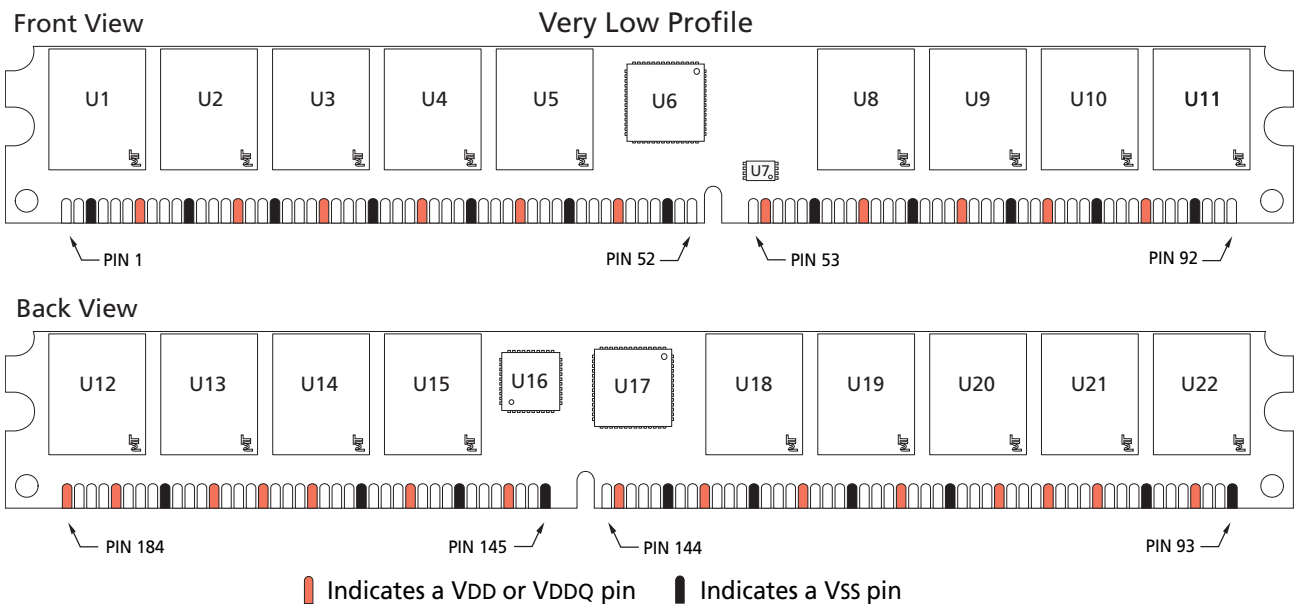 Front View
Very Low Profile
U1
U2
U3
U4
U5
U6
U7
U8
U9
U10
U11
PIN 1
PIN 52
PIN 53
PIN 92
Back View
U12
U13
U14
U15
U16
U17
U18
U19
U20
U21
U22
PIN 184
PIN 145
PIN 144
PIN 93
Indicates a VDD or VDDQ pin
Indicates a VSS pin